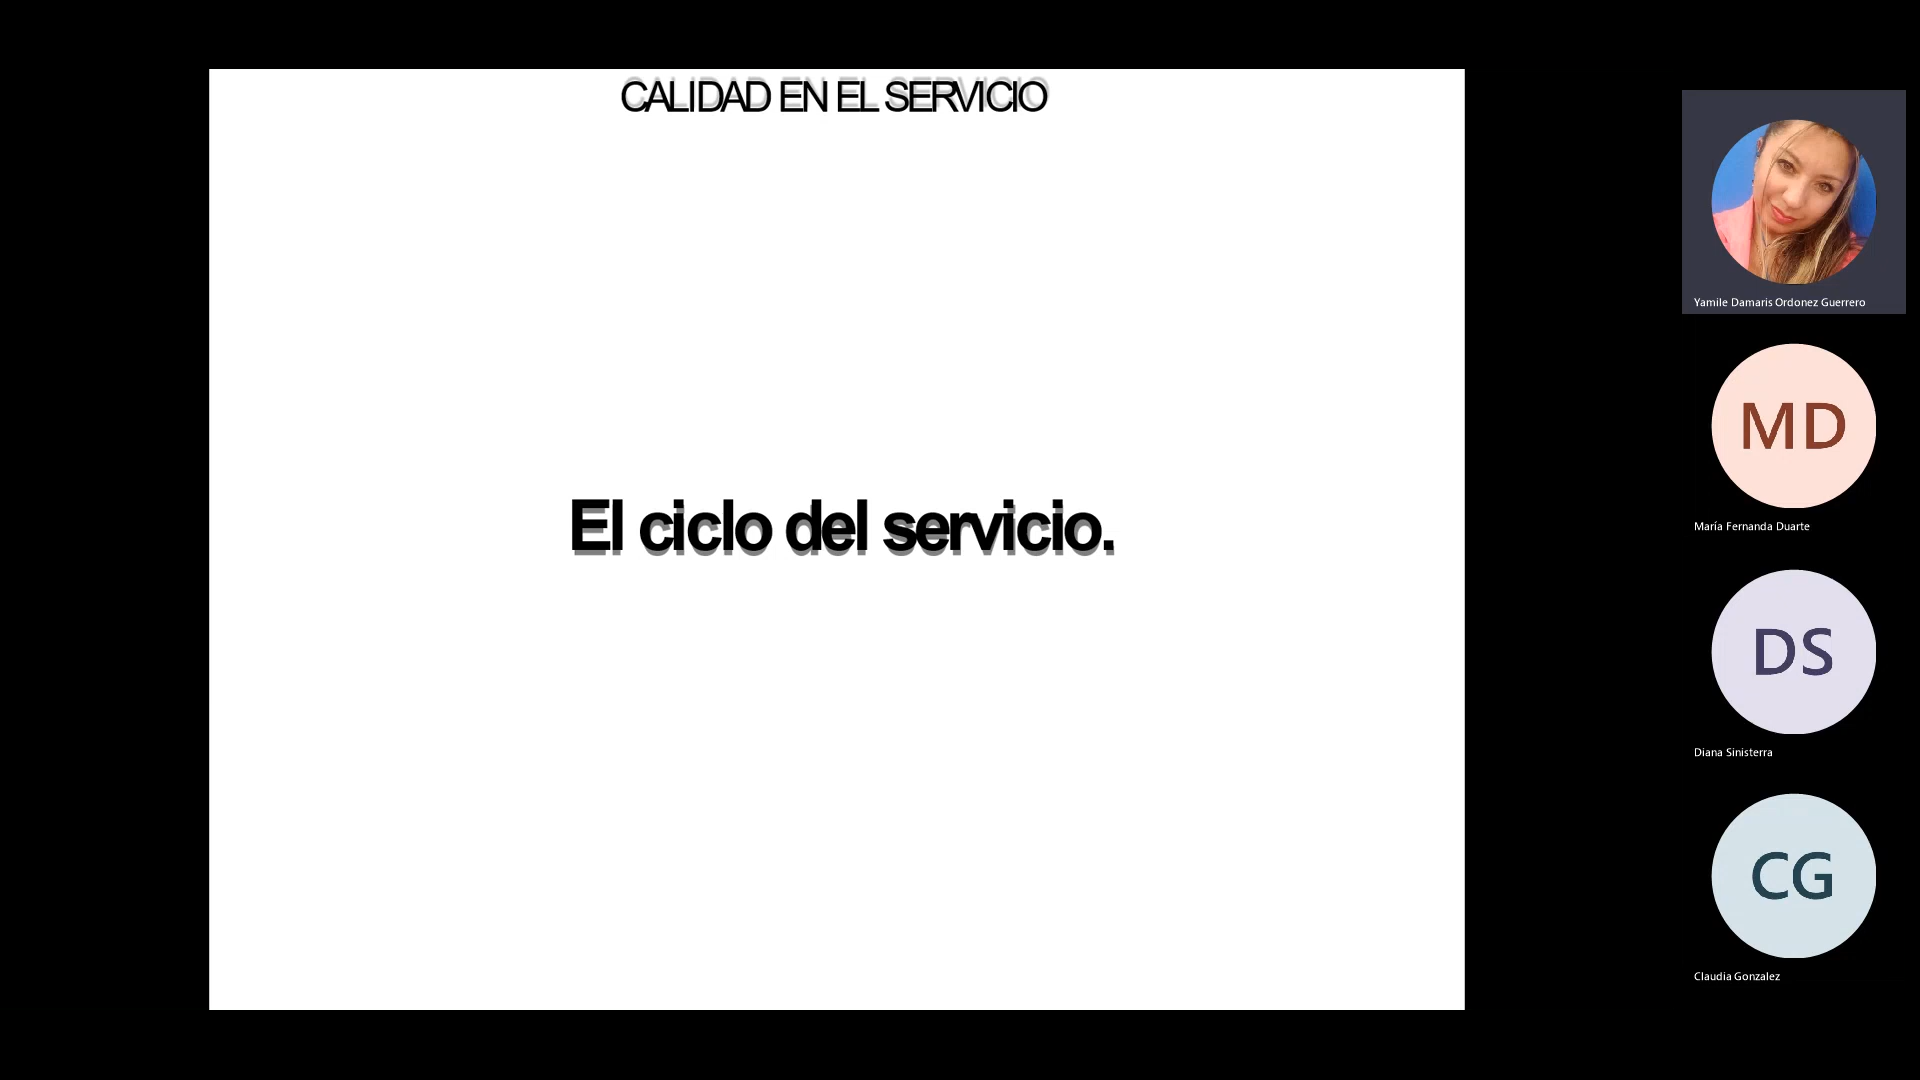 CALIDAD EN EL SERVICIO
El ciclo del servicio.
Yamile Damaris Ordonez Guerrero
MD
María Fernanda Duarte
DS
Diana Sinisterra
CG
Claudia Gonzalez